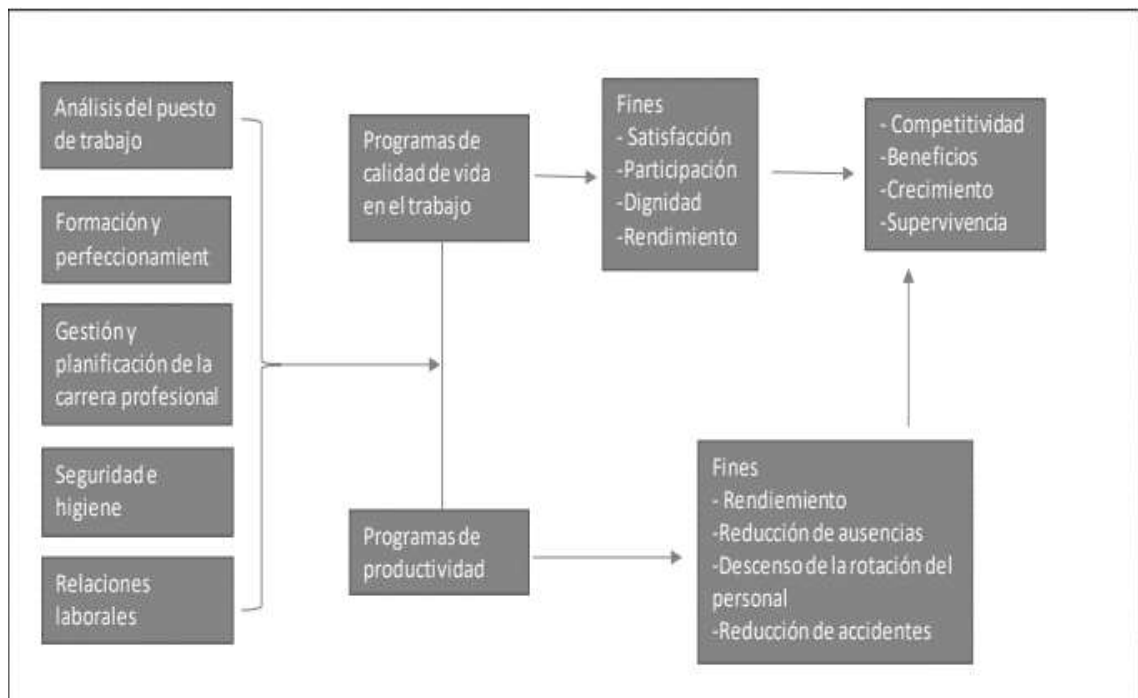 Análisis del puesto
de trabajo
Formación y
perfeccionamient
Gestión y
planificación de la
carrera profesional
Seguridad e
higiene
Relaciones
laborales
Programas de
calidad de vida
en el trabajo
Programas de
productividad
Fines
- Satisfacción
-Participación
-Dignidad
-Rendimiento
- Competitividad
-Beneficios
-Crecimiento
-Supervivencia
Fines
- Rendiemiento
-Reducción de ausencias
-Descenso de la rotación del
personal
-Reducción de accidentes